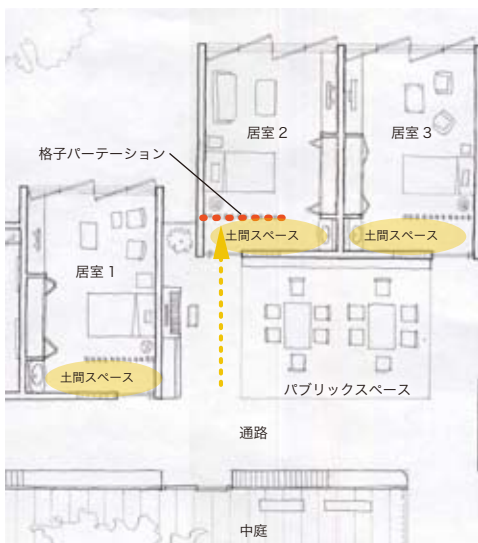 居室 2
居室 3
格子パーテーション
土間スペース
土間スペース
居室 1
土間スペース
パブリックスペース
通路
中庭